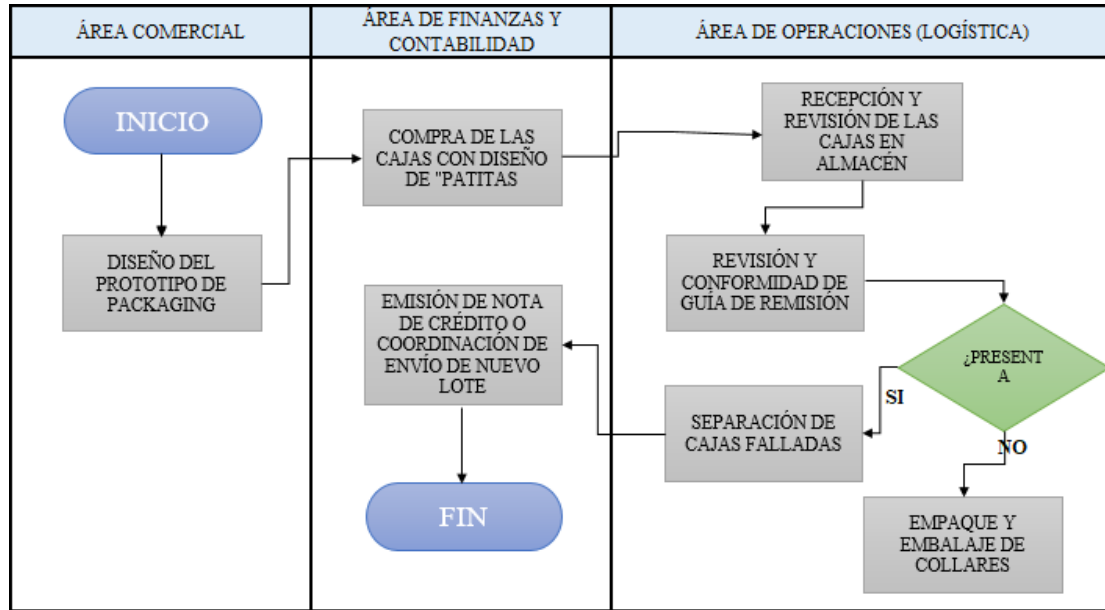 ÁREA COMERCIAL
ÁREA DE FINANZAS Y
CONTABILIDAD
ÁREA DE OPERACIONES (LOGÍSTICA)
INICIO
DISEÑO DEL
PROTOTIPO DE
PACKAGING
COMPRA DE LAS
CAJAS CON DISEÑO
DE "PATITAS
RECEPCIÓN Y
REVISIÓN DE LAS
CAJAS EN
ALMACÉN
REVISIÓN Y
CONFORMIDAD DE
GUÍA DE REMISIÓN
¿PRESENT
A
SI
NO
SEPARACIÓN DE
CAJAS FALLADAS
EMISIÓN DE NOTA
DE CRÉDITO O
COORDINACIÓN DE
ENVÍO DE NUEVO
LOTE
FIN
EMPAQUE Y
EMBALAJE DE
COLLARES